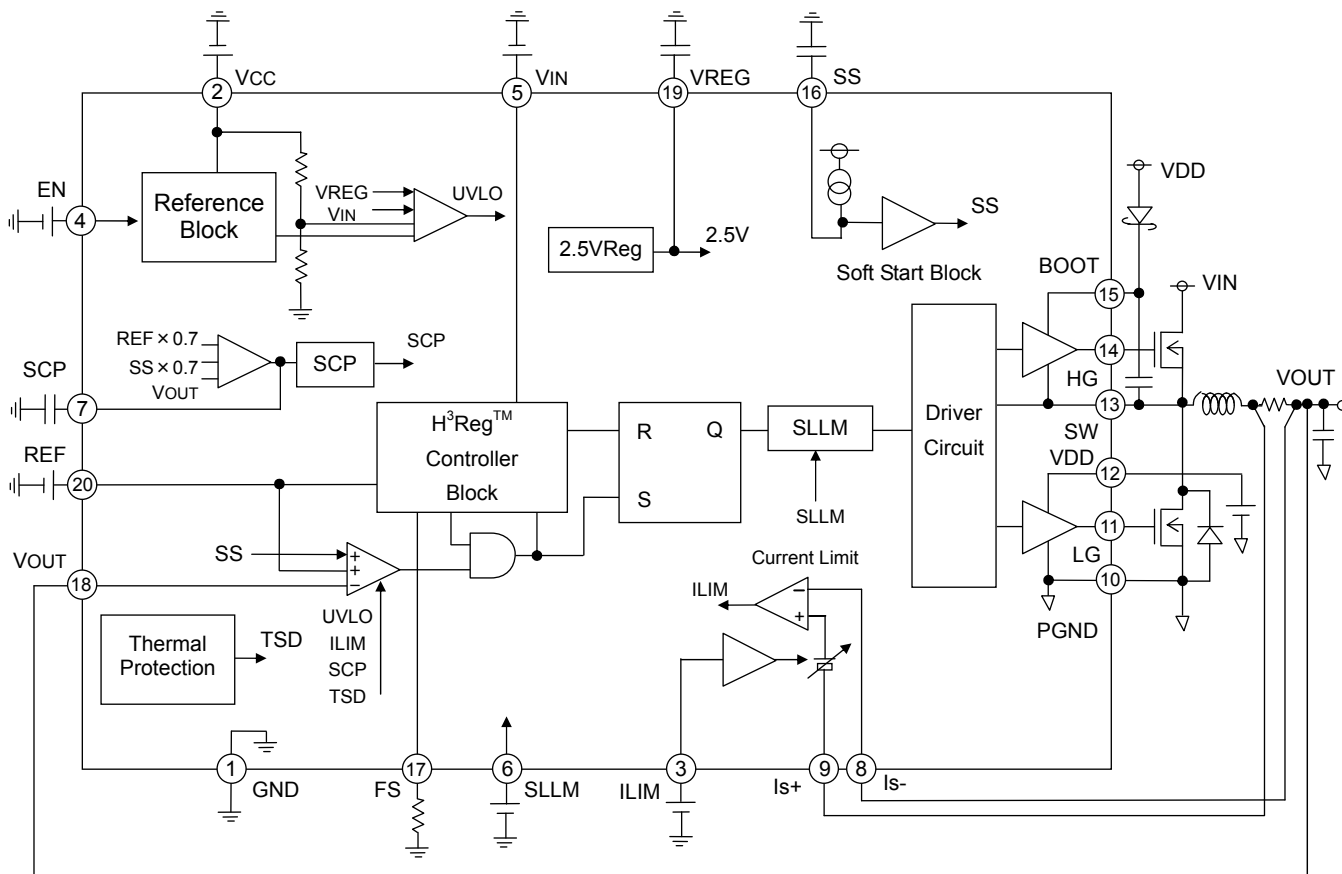 VCC
VIN
VREG
SS
2
5
19
16
EN
4
Reference
Block
VREG
VIN
UVLO
2.5VReg
2.5V
SS
Soft Start Block
VDD
BOOT
15
VIN
14
HG
13
SW
VOUT
REF × 0.7
SS × 0.7
VOUT
SCP
SCP
SCP
7
REF
20
H³Reg™
Controller
Block
R
Q
S
SLLM
SLLM
Driver
Circuit
VDD
12
11
LG
10
PGND
VOUT
18
SS
+
+
−
UVLO
ILIM
SCP
TSD
Thermal
Protection
TSD
Current Limit
ILIM
−
+
1
GND
17
FS
6
SLLM
3
ILIM
9
Is+
8
Is-